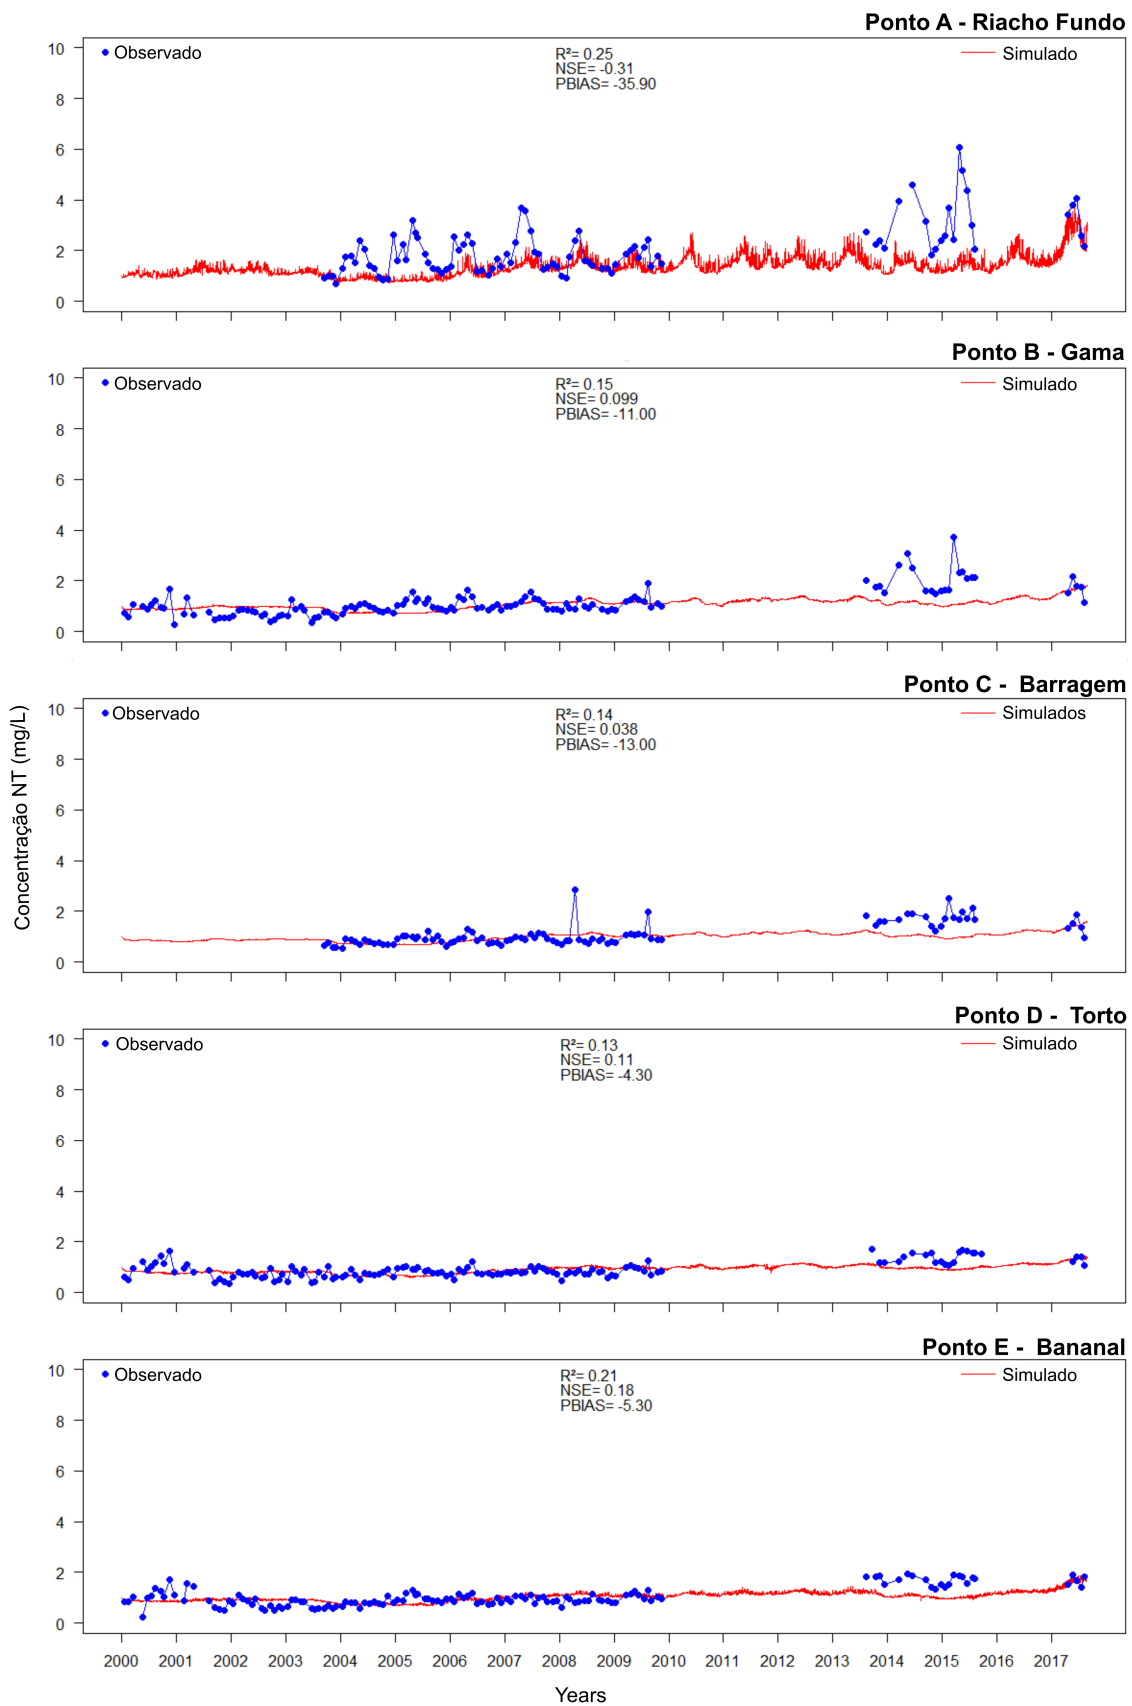 Ponto A - Riacho Fundo
Observado
R²= 0.25
NSE= -0.31
PBIAS= -35.90
Simulado
10
8
6
4
2
0
Ponto B - Gama
Observado
R²= 0.15
NSE= 0.099
PBIAS= -11.00
Simulado
10
8
6
4
2
0
Ponto C -  Barragem
Observado
R²= 0.14
NSE= 0.038
PBIAS= -13.00
Simulados
10
8
6
4
2
0
Concentração NT (mg/L)
Ponto D -  Torto
Observado
R²= 0.13
NSE= 0.11
PBIAS= -4.30
Simulado
10
8
6
4
2
0
Ponto E -  Bananal
Observado
R²= 0.21
NSE= 0.18
PBIAS= -5.30
Simulado
10
8
6
4
2
0
2000 2001 2002 2003 2004 2005 2006 2007 2008 2009 2010 2011 2012 2013 2014 2015 2016 2017
Years